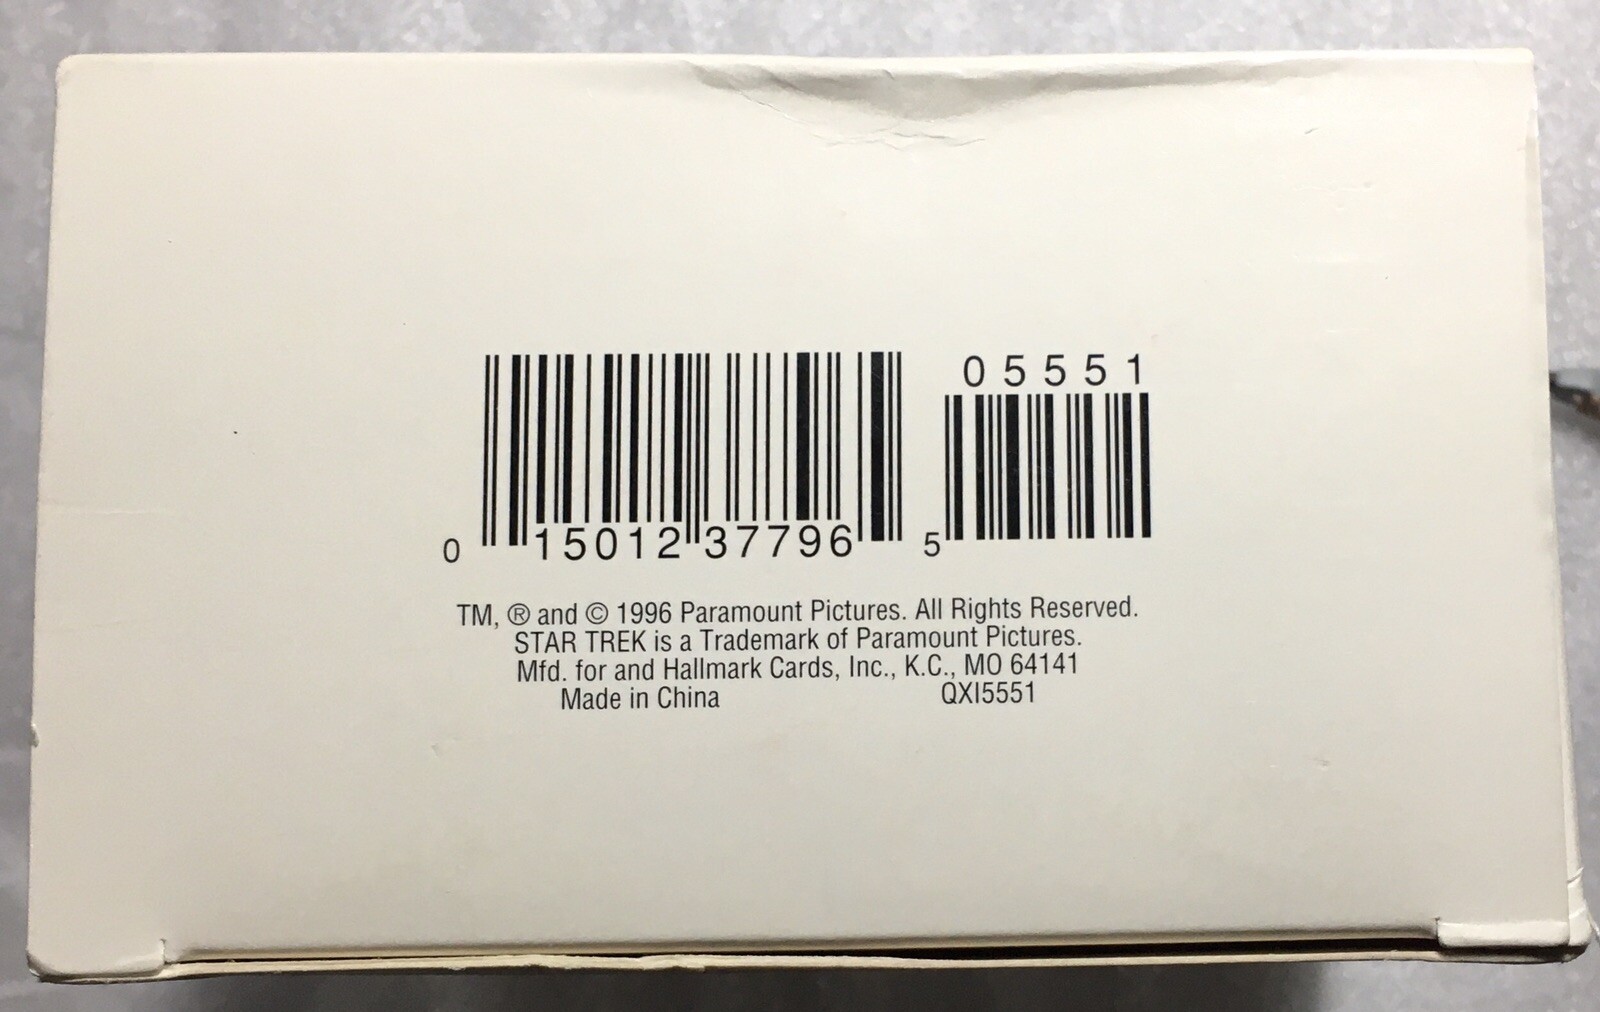 05551
0 15012 37796 5
TM, ® and © 1996 Paramount Pictures. All Rights Reserved.
STAR TREK is a Trademark of Paramount Pictures.
Mfd. for and Hallmark Cards, Inc., K.C., MO 64141
Made in China QXI5551